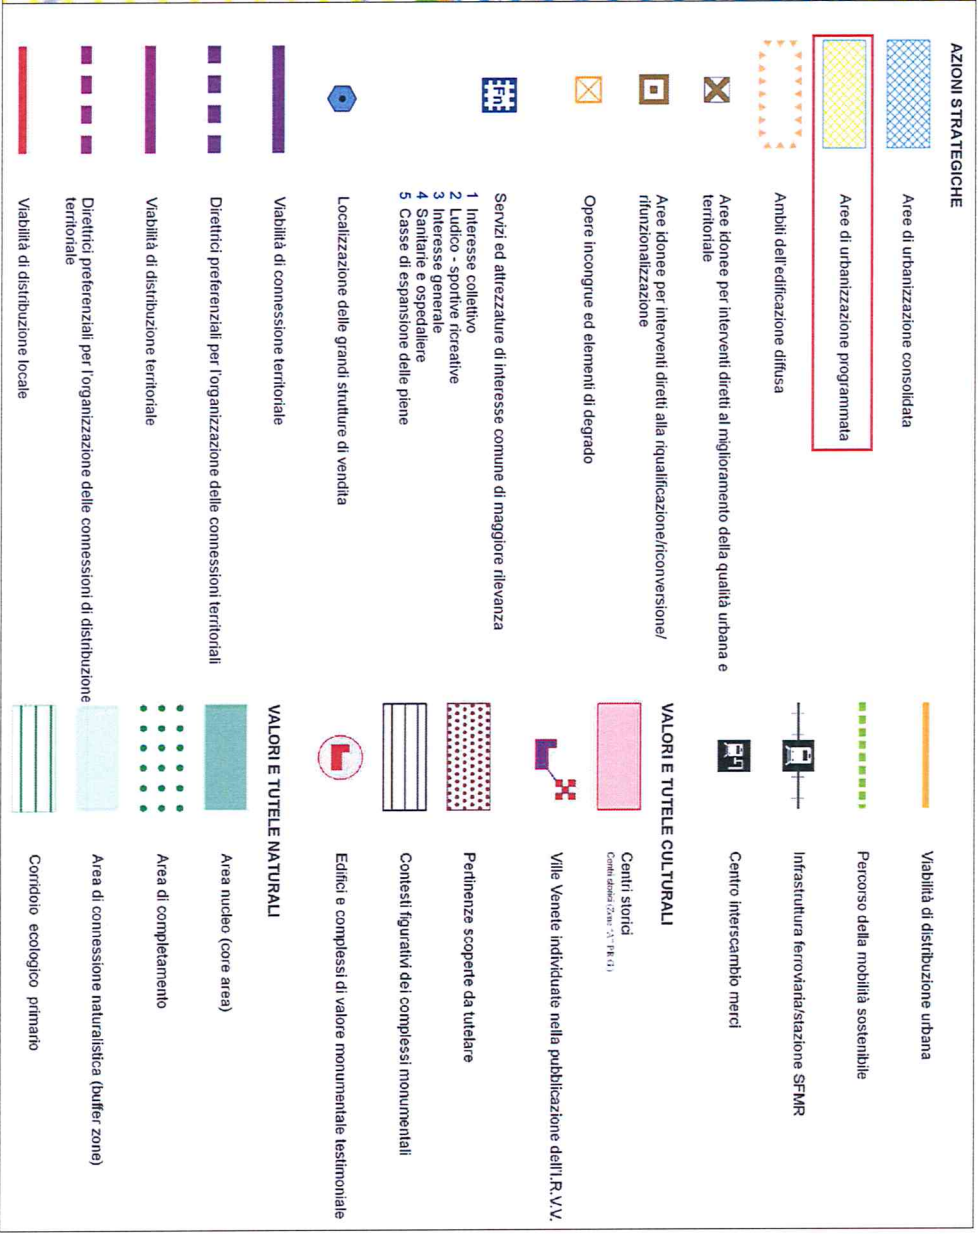 AZIONI STRATEGICHE
Aree di urbanizzazione consolidata
Aree di urbanizzazione programmata
Ambiti dell'edificazione diffusa
Aree idonee per interventi diretti al miglioramento della qualità urbana e
territoriale
Aree idonee per interventi diretti alla riqualificazione/riconversione/
rifunzionalizzazione
Opere incongrue ed elementi di degrado
Fn
Servizi ed attrezzature di interesse comune di maggiore rilevanza
1 Interesse collettivo
2 Ludico - sportive ricreative
3 Interesse generale
4 Sanitarie e ospedaliere
5 Casse di espansione delle piene
Localizzazione delle grandi strutture di vendita
Viabilità di connessione territoriale
Direttrici preferenziali per l'organizzazione delle connessioni territoriali
Viabilità di distribuzione territoriale
Direttrici preferenziali per l'organizzazione delle connessioni di distribuzione
territoriale
Viabilità di distribuzione locale
Viabilità di distribuzione urbana
Percorso della mobilità sostenibile
Infrastruttura ferroviaria/stazione SFMR
Centro interscambio merci
VALORI E TUTELE CULTURALI
Centri storici
Centri storici (Zone "A" P.R.G.)
Ville Venete individuate nella pubblicazione dell'I.R.V.V.
Pertinenze scoperte da tutelare
Contesti figurativi dei complessi monumentali
Edifici e complessi di valore monumentale testimoniale
VALORI E TUTELE NATURALI
Area nucleo (core area)
Area di completamento
Area di connessione naturalistica (buffer zone)
Corridoio ecologico primario